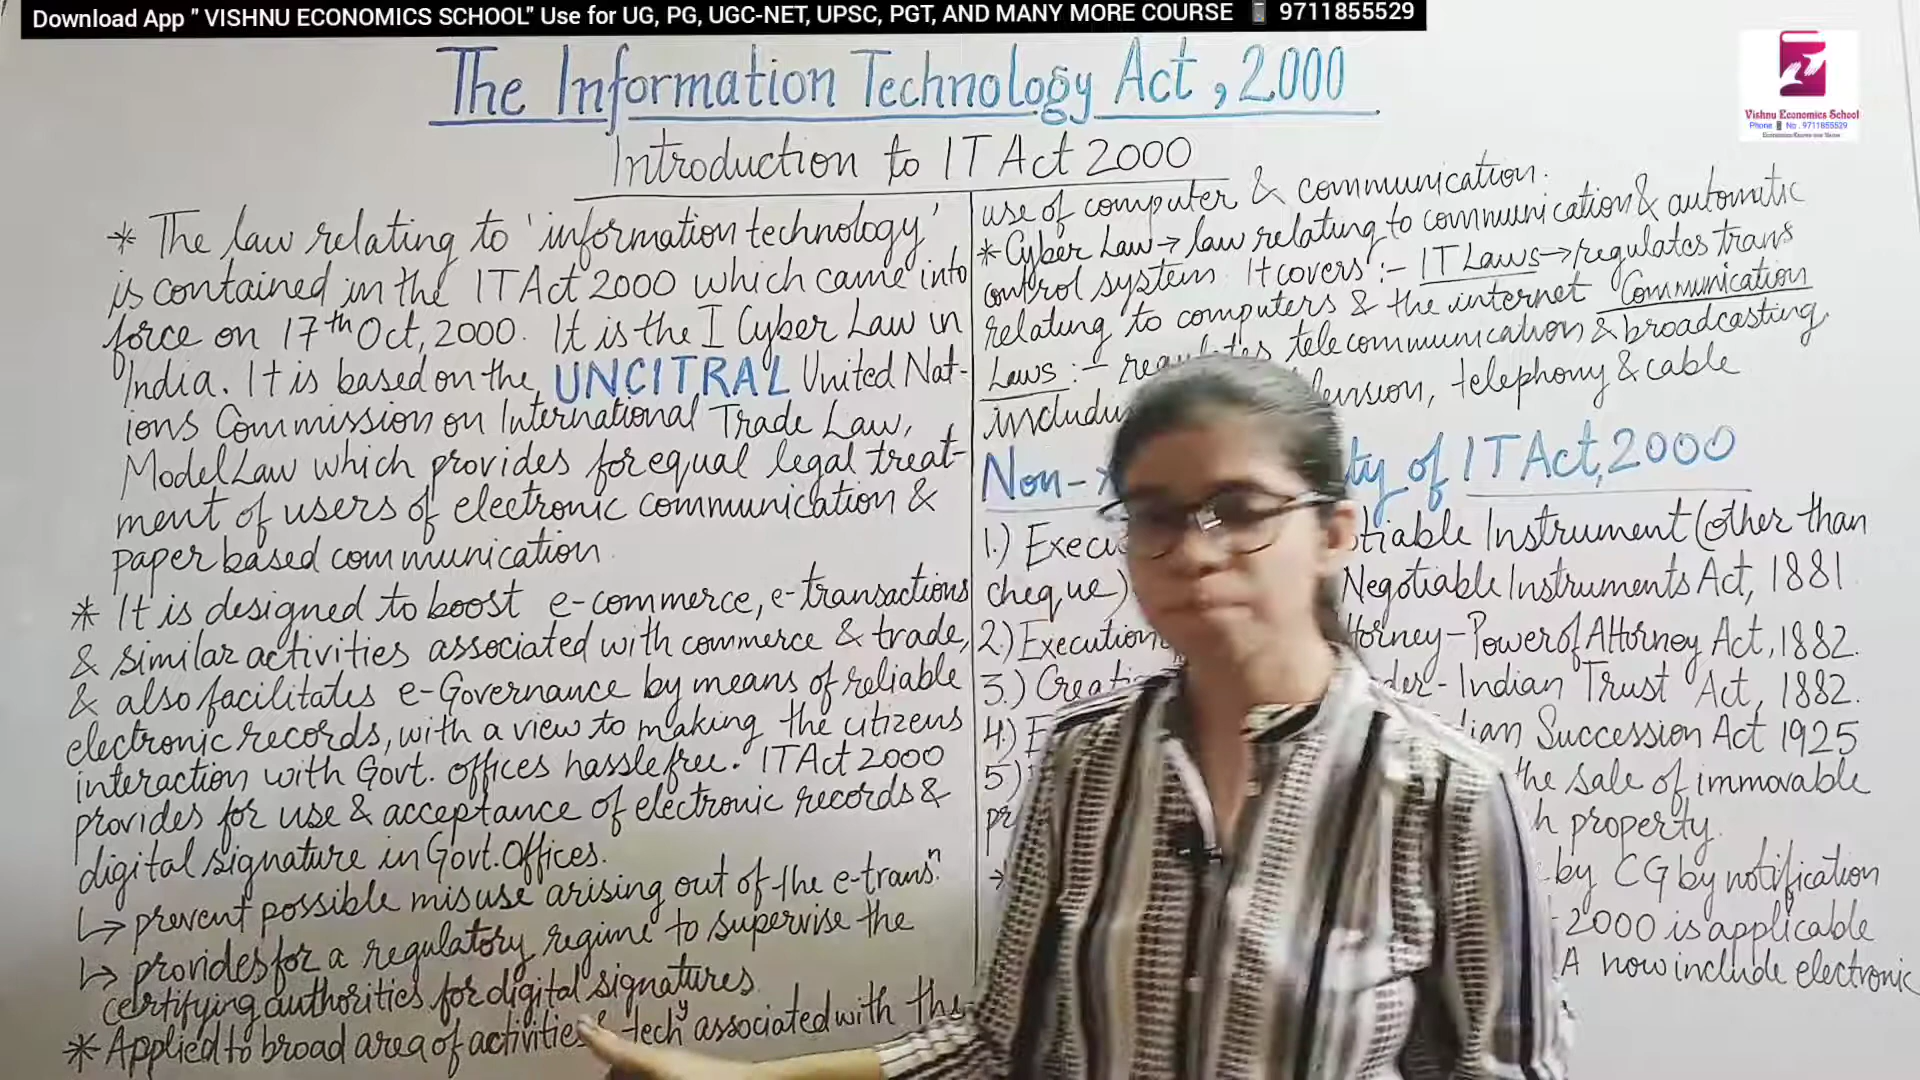 Download App " VISHNU ECONOMICS SCHOOL" Use for UG, PG, UGC-NET, UPSC, PGT, AND MANY MORE COURSE 9711855529
Vishnu Economics School
Phone No. 9711855529
The Information Technology Act, 2000
Introduction to IT Act 2000
* The law relating to 'information technology'
is contained in the IT Act 2000 which came into
force on 17th Oct, 2000. It is the I Cyber Law in
India. It is based on the UNCITRAL United Nat-
ions Commission on International Trade Law,
Model Law which provides for equal legal treat-
ment of users of electronic communication &
paper based communication.
* It is designed to boost e-commerce, e-transactions
& similar activities associated with commerce & trade,
& also facilitates e-Governance by means of reliable
electronic records, with a view to making the citizens
interaction with Govt. offices hasslefree. IT Act 2000
provides for use & acceptance of electronic records &
digital signature in Govt. Offices.
↳ prevent possible misuse arising out of the e-transⁿ.
↳ provides for a regulatory regime to supervise the
certifying authorities for digital signatures.
* Applied to broad area of activities & techy associated with the
use of computer & communication.
* Cyber Law → law relating to communication & automatic
control system. It covers :- IT Laws → regulates trans
relating to computers & the internet Communication
Laws :- regulates telecommunication & broadcasting
telephony & cable
Non- of IT Act, 2000
1.) Instrument (other than
cheque) Negotiable Instruments Act, 1881
2.) Execution Power of Attorney Act, 1882.
3.) Indian Trust Act, 1882.
4.) Succession Act 1925
5) the sale of immovable
property.
by CG by notification
2000 is applicable
A now include electronic